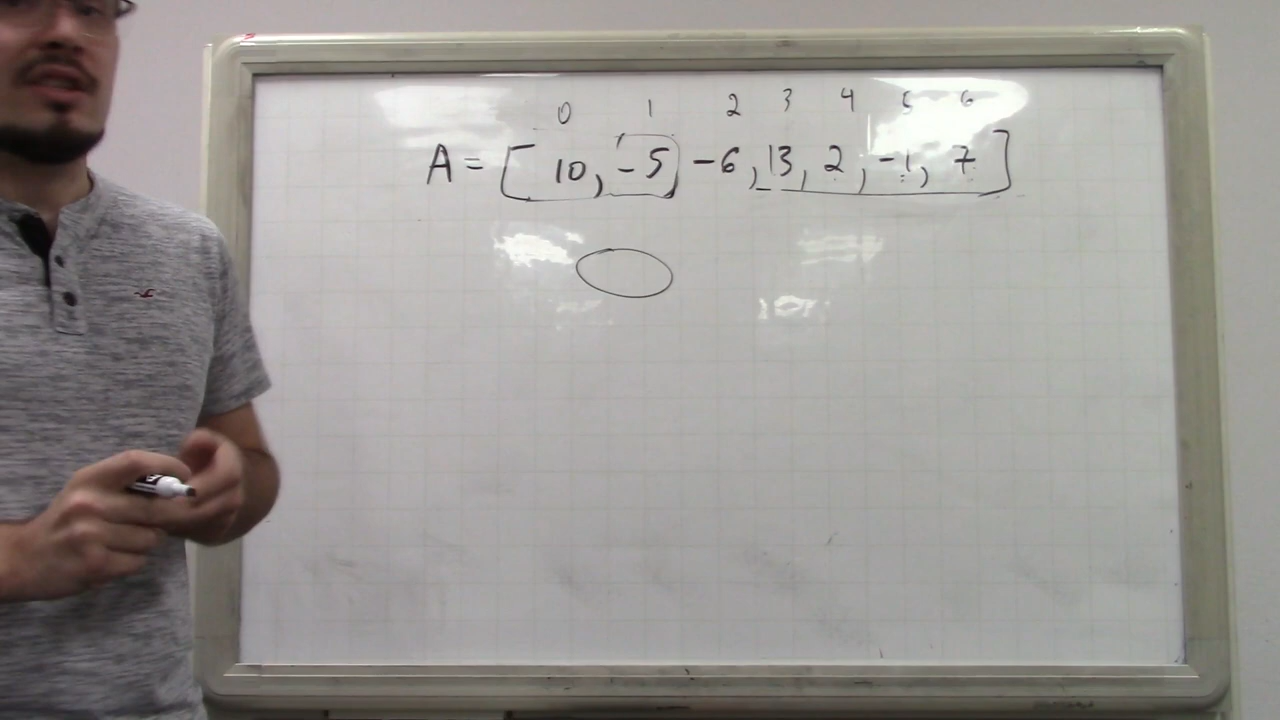 0 1 2 3 4 5 6
A = [ 10, -5, -6, 13, 2, -1, 7 ]